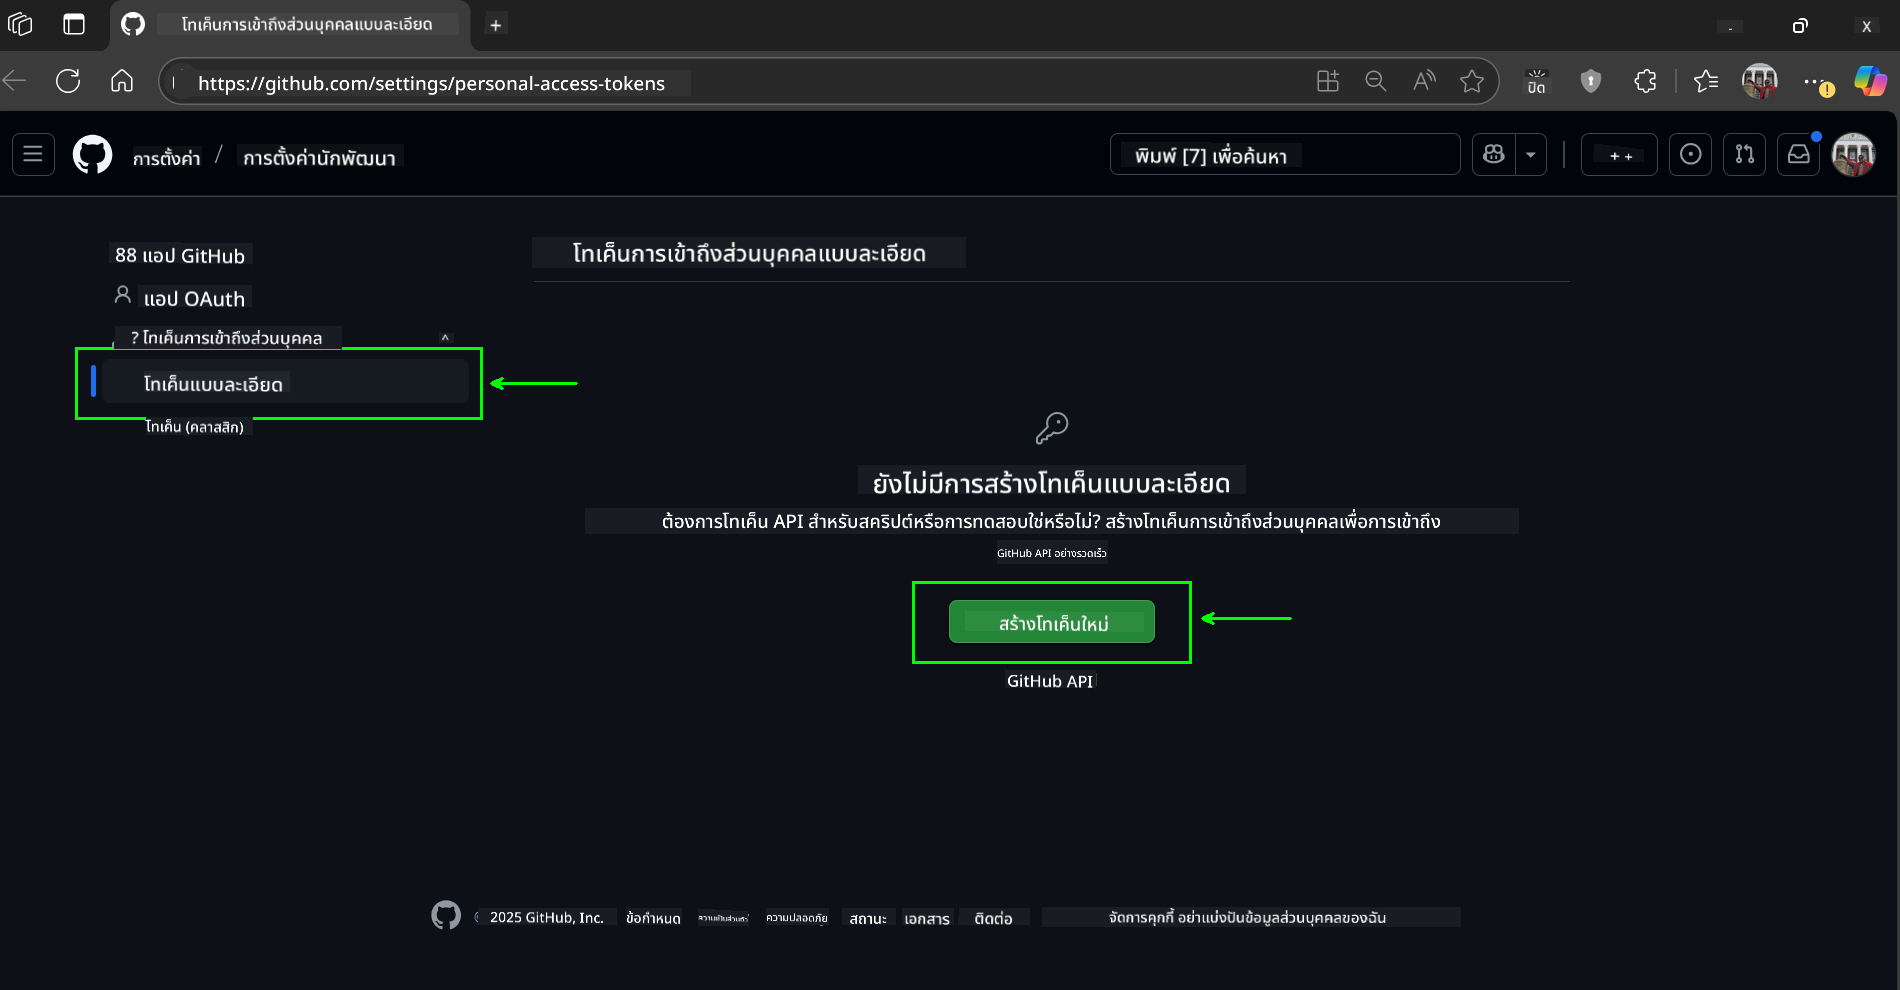 โทเค็นการเข้าถึงส่วนบุคคลแบบละเอียด
+
X
https://github.com/settings/personal-access-tokens
ปิด
การตั้งค่า / การตั้งค่านักพัฒนา
พิมพ์ [7] เพื่อค้นหา
++
88 แอป GitHub
แอป OAuth
? โทเค็นการเข้าถึงส่วนบุคคล ^
โทเค็นแบบละเอียด
โทเค็น (คลาสสิก)
โทเค็นการเข้าถึงส่วนบุคคลแบบละเอียด
ยังไม่มีการสร้างโทเค็นแบบละเอียด
ต้องการโทเค็น API สำหรับสคริปต์หรือการทดสอบใช่หรือไม่? สร้างโทเค็นการเข้าถึงส่วนบุคคลเพื่อการเข้าถึง
GitHub API อย่างรวดเร็ว
สร้างโทเค็นใหม่
GitHub API
2025 GitHub, Inc. ข้อกำหนด ความเป็นส่วนตัว ความปลอดภัย สถานะ เอกสาร ติดต่อ จัดการคุกกี้ อย่าแบ่งปันข้อมูลส่วนบุคคลของฉัน